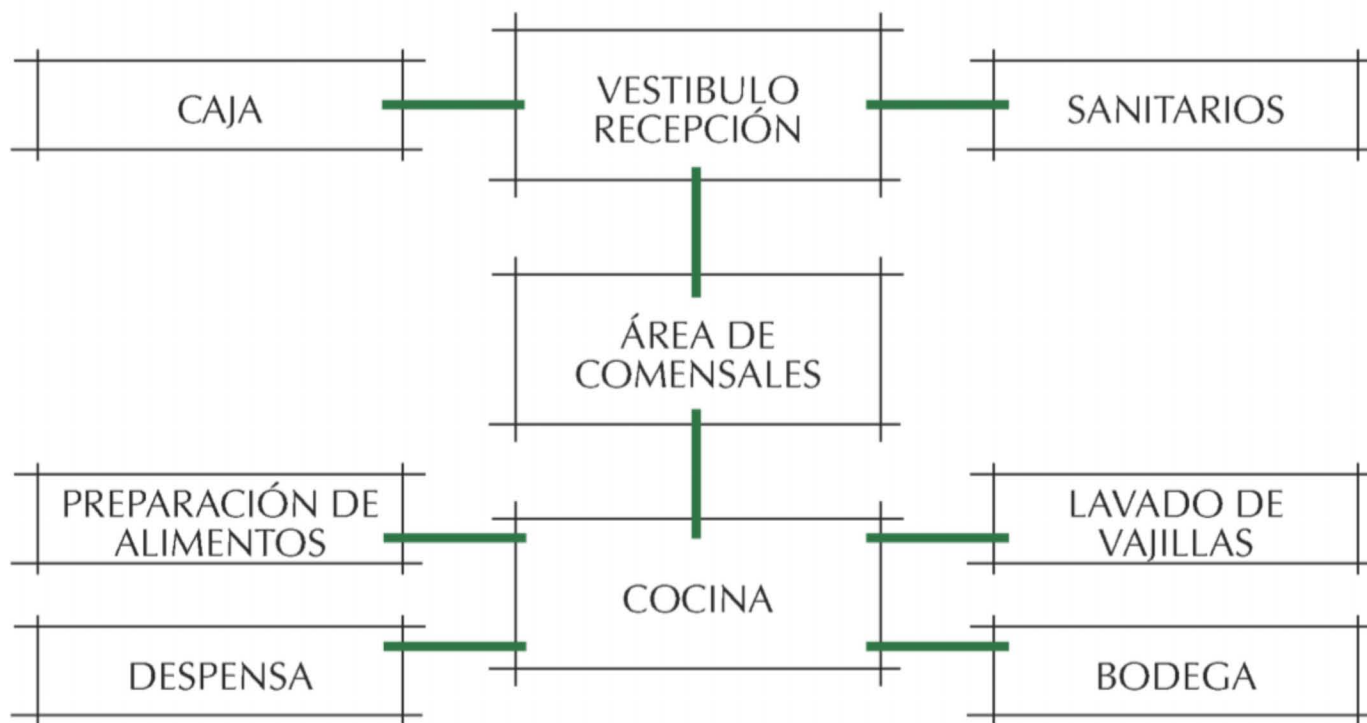 CAJA
VESTIBULO
RECEPCIÓN
SANITARIOS
ÁREA DE
COMENSALES
PREPARACIÓN DE
ALIMENTOS
LAVADO DE
VAJILLAS
COCINA
DESPENSA
BODEGA